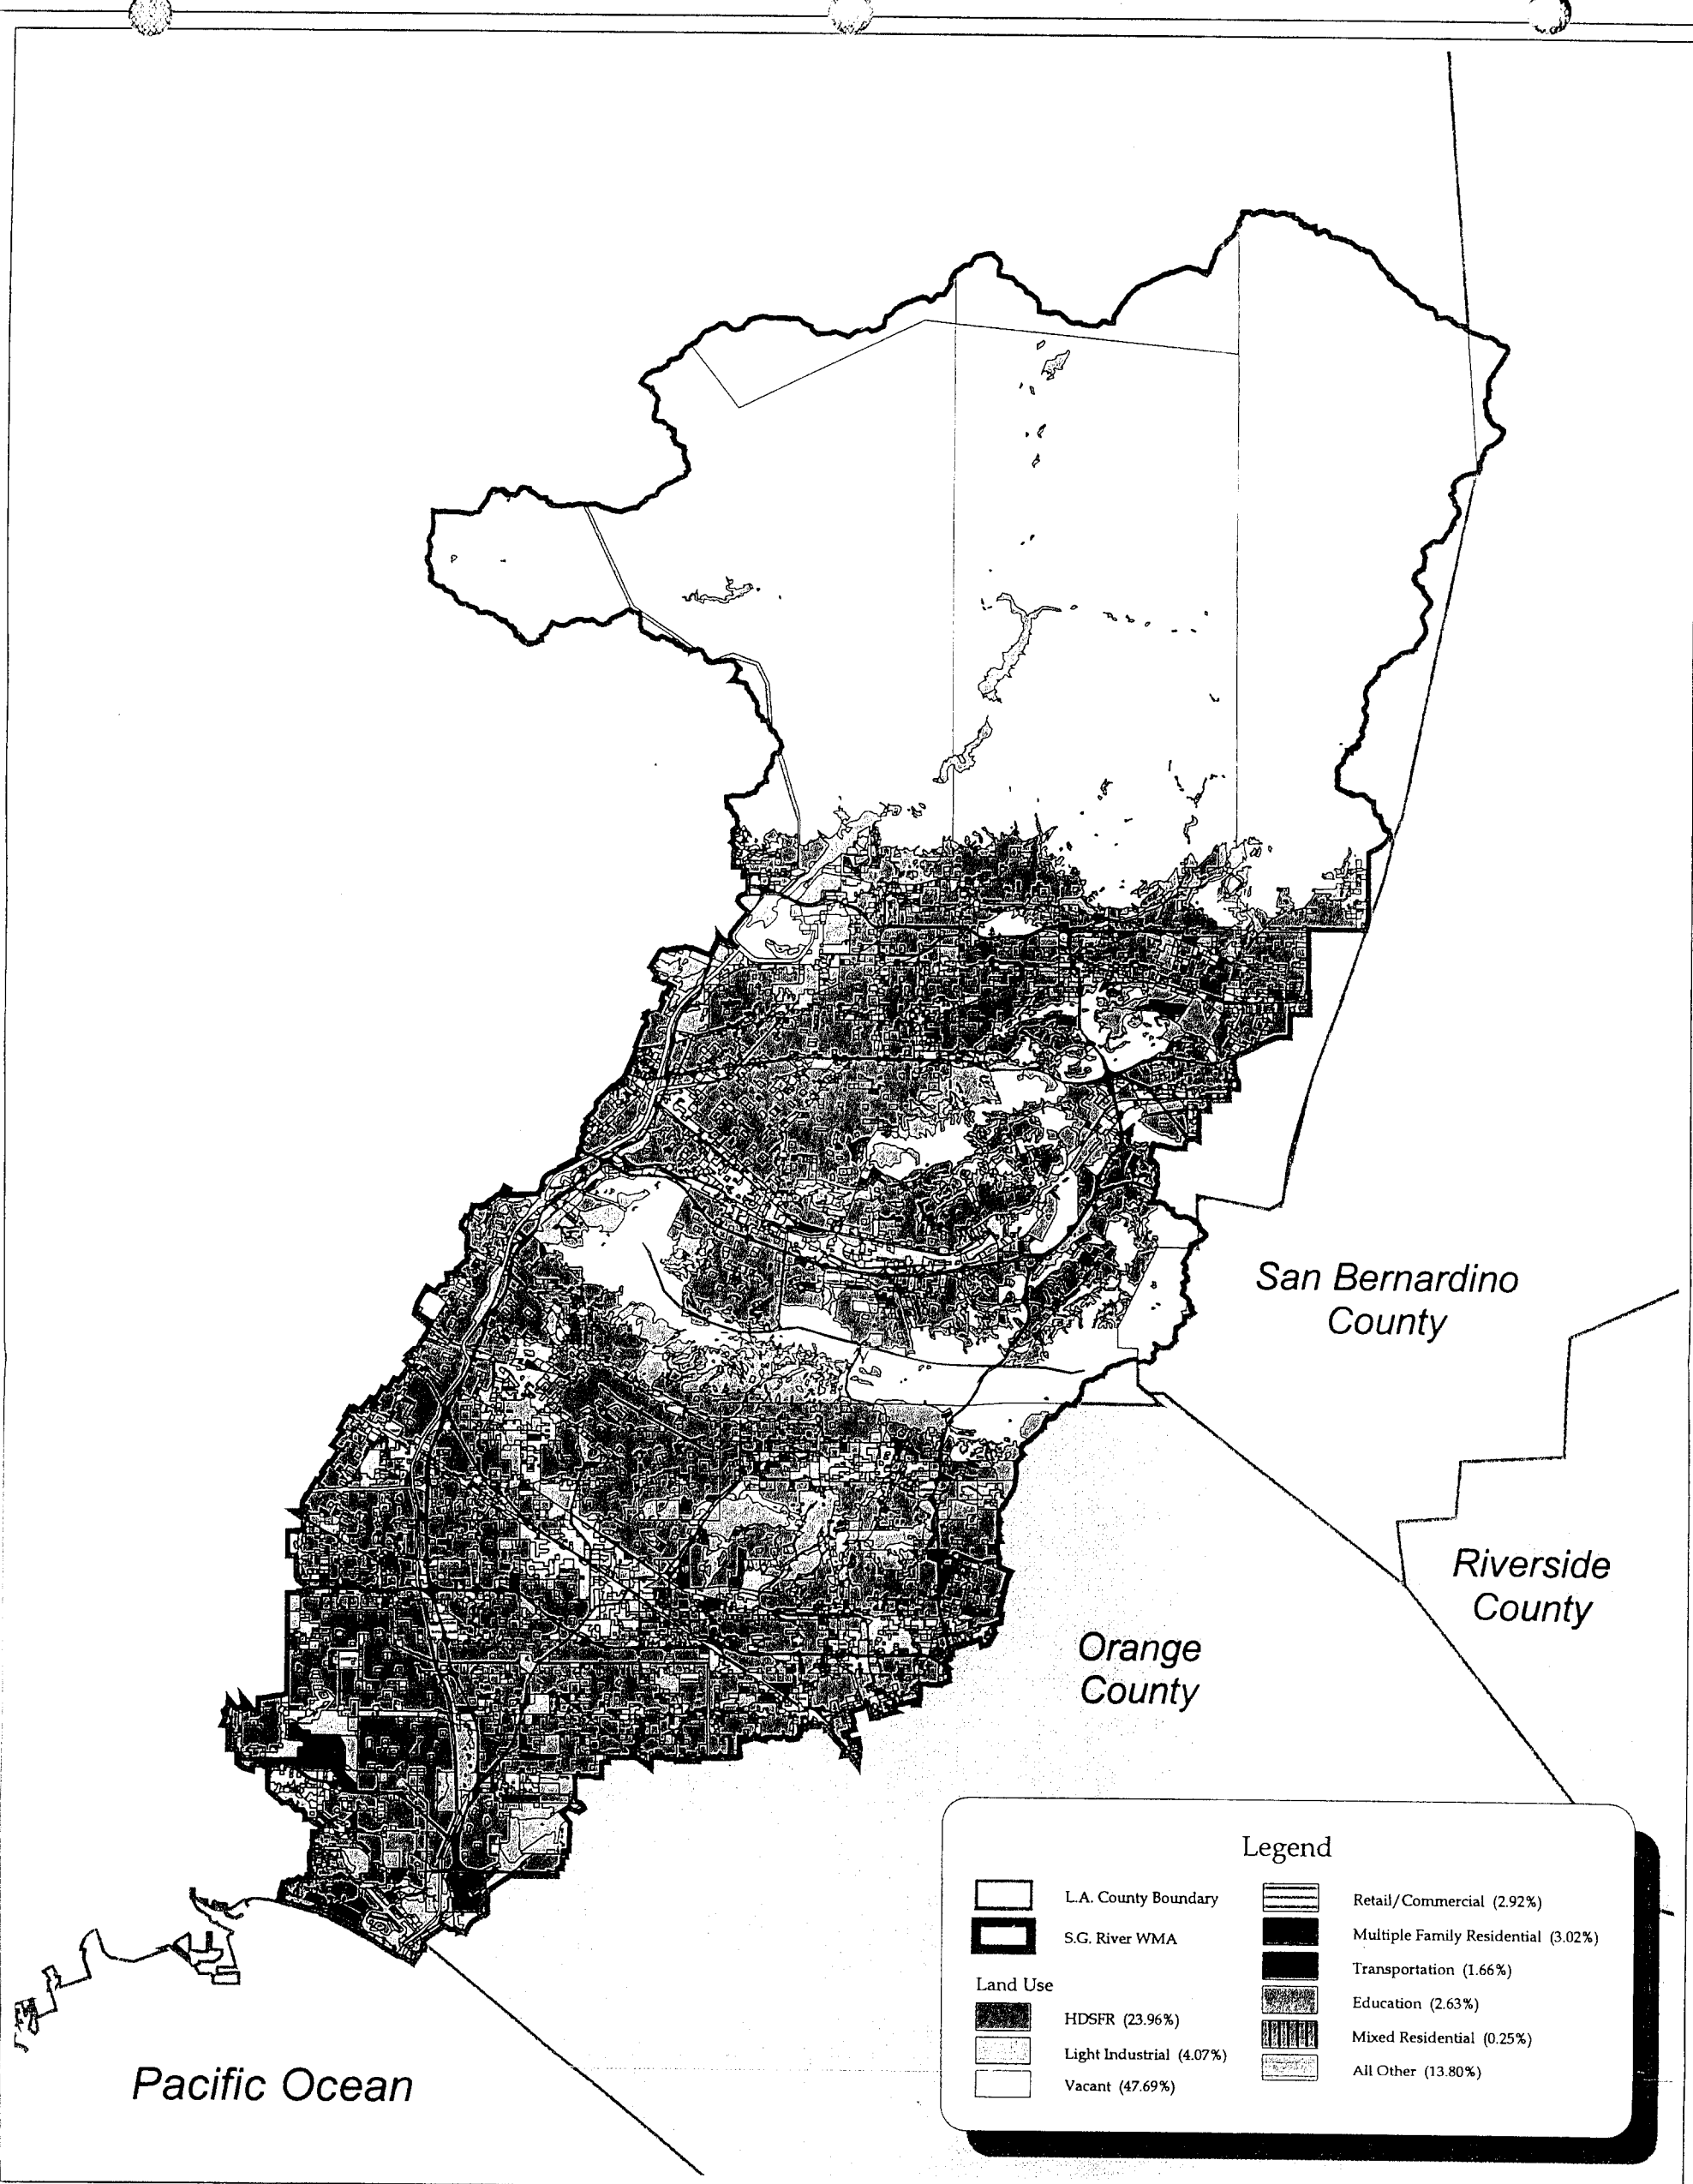 San Bernardino
County
Riverside
County
Orange
County
Pacific Ocean
Legend
L.A. County Boundary
S.G. River WMA
Land Use
HDSFR (23.96%)
Light Industrial (4.07%)
Vacant (47.69%)
Retail/Commercial (2.92%)
Multiple Family Residential (3.02%)
Transportation (1.66%)
Education (2.63%)
Mixed Residential (0.25%)
All Other (13.80%)